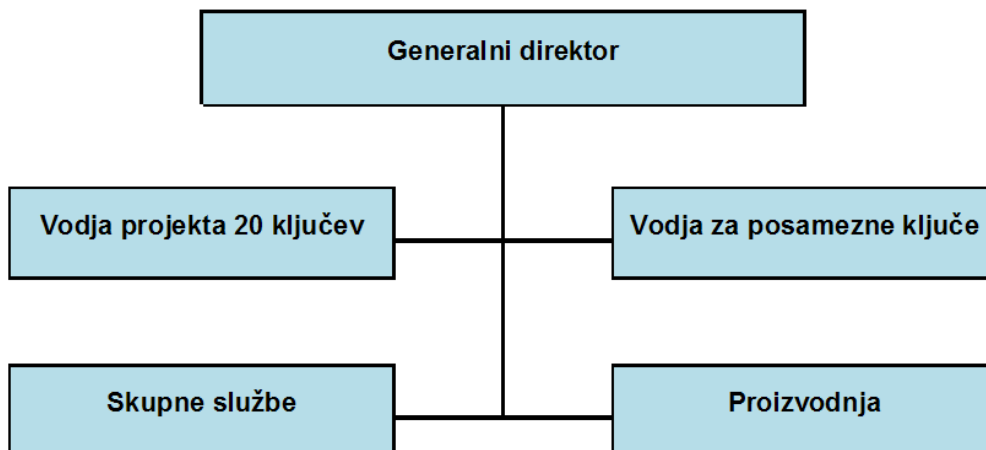 Generalni direktor
Vodja projekta 20 ključev
Vodja za posamezne ključe
Skupne službe
Proizvodnja